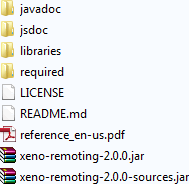 javadoc
jsdoc
libraries
required
LICENSE
README.md
reference_en-us.pdf
xeno-remoting-2.0.0.jar
xeno-remoting-2.0.0-sources.jar